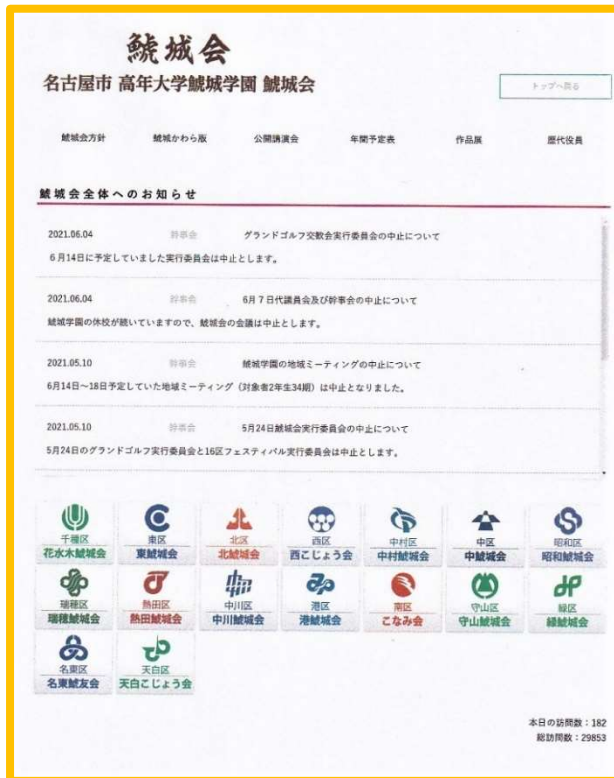 鯱城会
名古屋市 高年大学鯱城学園 鯱城会
トップへ戻る
鯱城会方針 鯱城かわら版 公開講演会 年間予定表 作品展 歴代役員
鯱城会全体へのお知らせ
2021.06.04 幹事会 グランドゴルフ交歓会実行委員会の中止について
６月14日に予定していました実行委員会は中止とします。
2021.06.04 幹事会 6月７日代議員会及び幹事会の中止について
鯱城学園の休校が続いていますので、鯱城会の会議は中止とします。
2021.05.10 幹事会 鯱城学園の地域ミーティングの中止について
6月14日～18日予定していた地域ミーティング（対象者2年生34期）は中止となりました。
2021.05.10 幹事会 5月24日鯱城会実行委員会の中止について
5月24日のグランドゴルフ実行委員会と16区フェスティバル実行委員会は中止とします。
千種区 東区 北区 西区 中村区 中区 昭和区
花水木鯱城会 東鯱城会 北鯱城会 西こじょう会 中村鯱城会 中鯱城会 昭和鯱城会
瑞穂区 熱田区 中川区 港区 南区 守山区 緑区
瑞穂鯱城会 熱田鯱城会 中川鯱城会 港鯱城会 こなみ会 守山鯱城会 緑鯱城会
名東区 天白区
名東鯱友会 天白こじょう会
本日の訪問数：182
総訪問数：29853